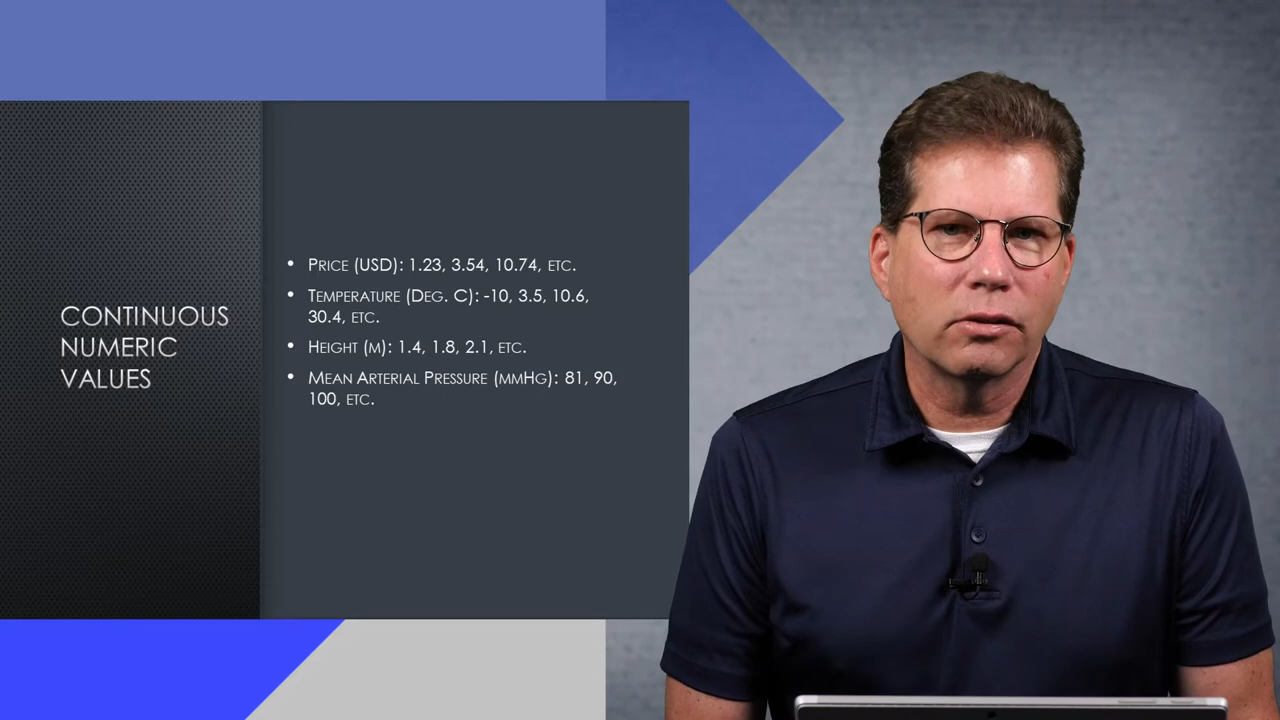 CONTINUOUS
NUMERIC
VALUES
• Price (USD): 1.23, 3.54, 10.74, etc.
• Temperature (Deg. C): -10, 3.5, 10.6,
30.4, etc.
• Height (m): 1.4, 1.8, 2.1, etc.
• Mean Arterial Pressure (mmHg): 81, 90,
100, etc.